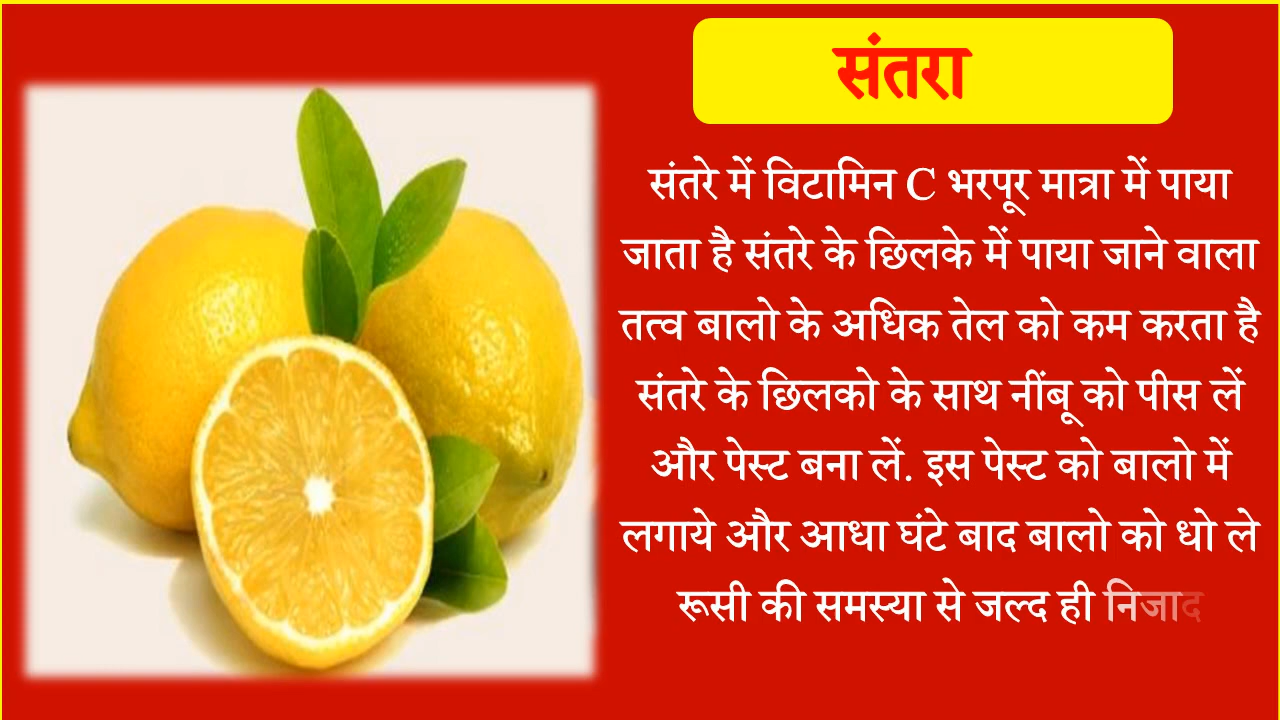 संतरा
संतरे में विटामिन C भरपूर मात्रा में पाया
जाता है संतरे के छिलके में पाया जाने वाला
तत्व बालो के अधिक तेल को कम करता है
संतरे के छिलको के साथ नींबू को पीस लें
और पेस्ट बना लें. इस पेस्ट को बालो में
लगाये और आधा घंटे बाद बालो को धो ले
रूसी की समस्या से जल्द ही निजाद